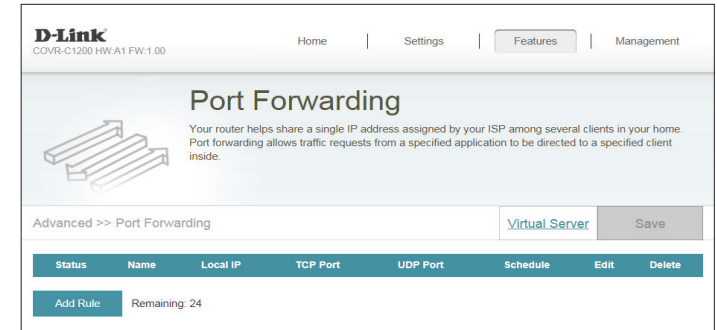 D-Link
COVR-C1200 HW:A1 FW:1.00
Home | Settings | Features | Management
Port Forwarding
Your router helps share a single IP address assigned by your ISP among several clients in your home.
Port forwarding allows traffic requests from a specified application to be directed to a specified client
inside.
Advanced >> Port Forwarding Virtual Server Save
Status Name Local IP TCP Port UDP Port Schedule Edit Delete
Add Rule Remaining: 24